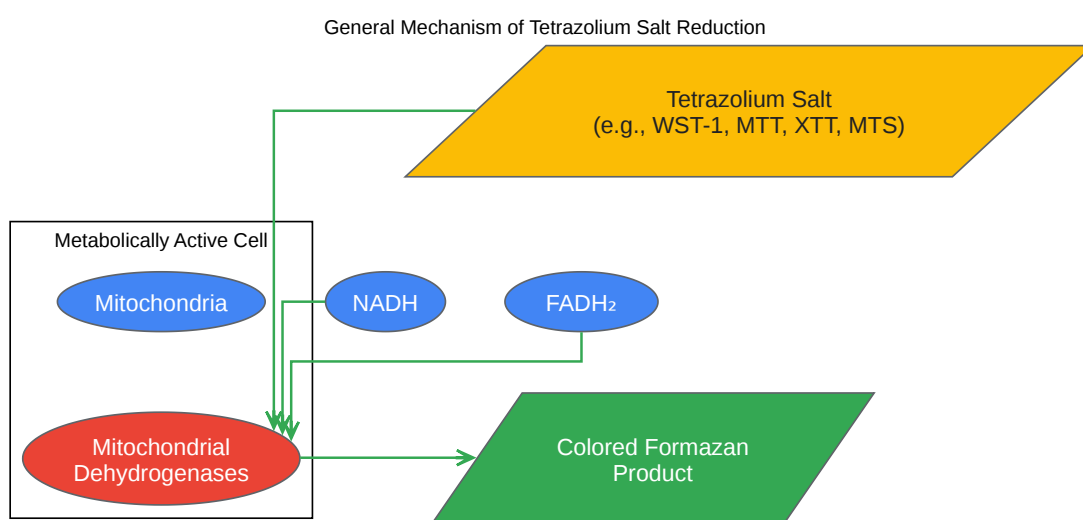 General Mechanism of Tetrazolium Salt Reduction
Tetrazolium Salt
(e.g., WST-1, MTT, XTT, MTS)
Metabolically Active Cell
Mitochondria
NADH
FADH₂
Mitochondrial
Dehydrogenases
Colored Formazan
Product